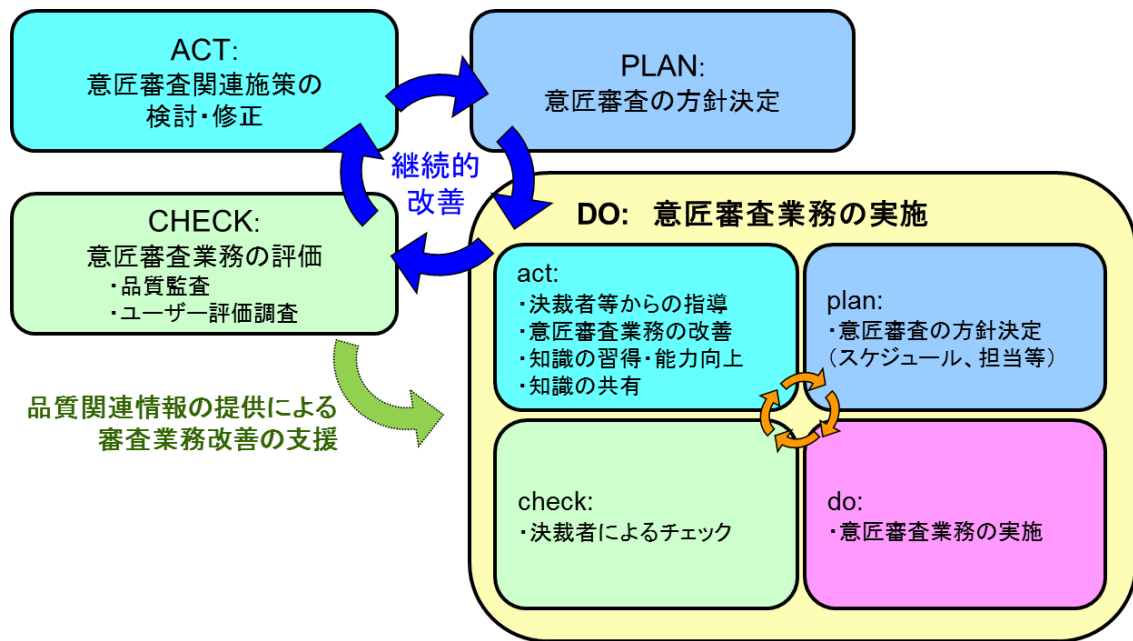 ACT:
意匠審査関連施策の
検討・修正
PLAN:
意匠審査の方針決定
継続的
改善
CHECK:
意匠審査業務の評価
・品質監査
・ユーザー評価調査
品質関連情報の提供による
審査業務改善の支援
DO: 意匠審査業務の実施
act:
・決裁者等からの指導
・意匠審査業務の改善
・知識の習得・能力向上
・知識の共有
plan:
・意匠審査の方針決定
（スケジュール、担当等）
check:
・決裁者によるチェック
do:
・意匠審査業務の実施